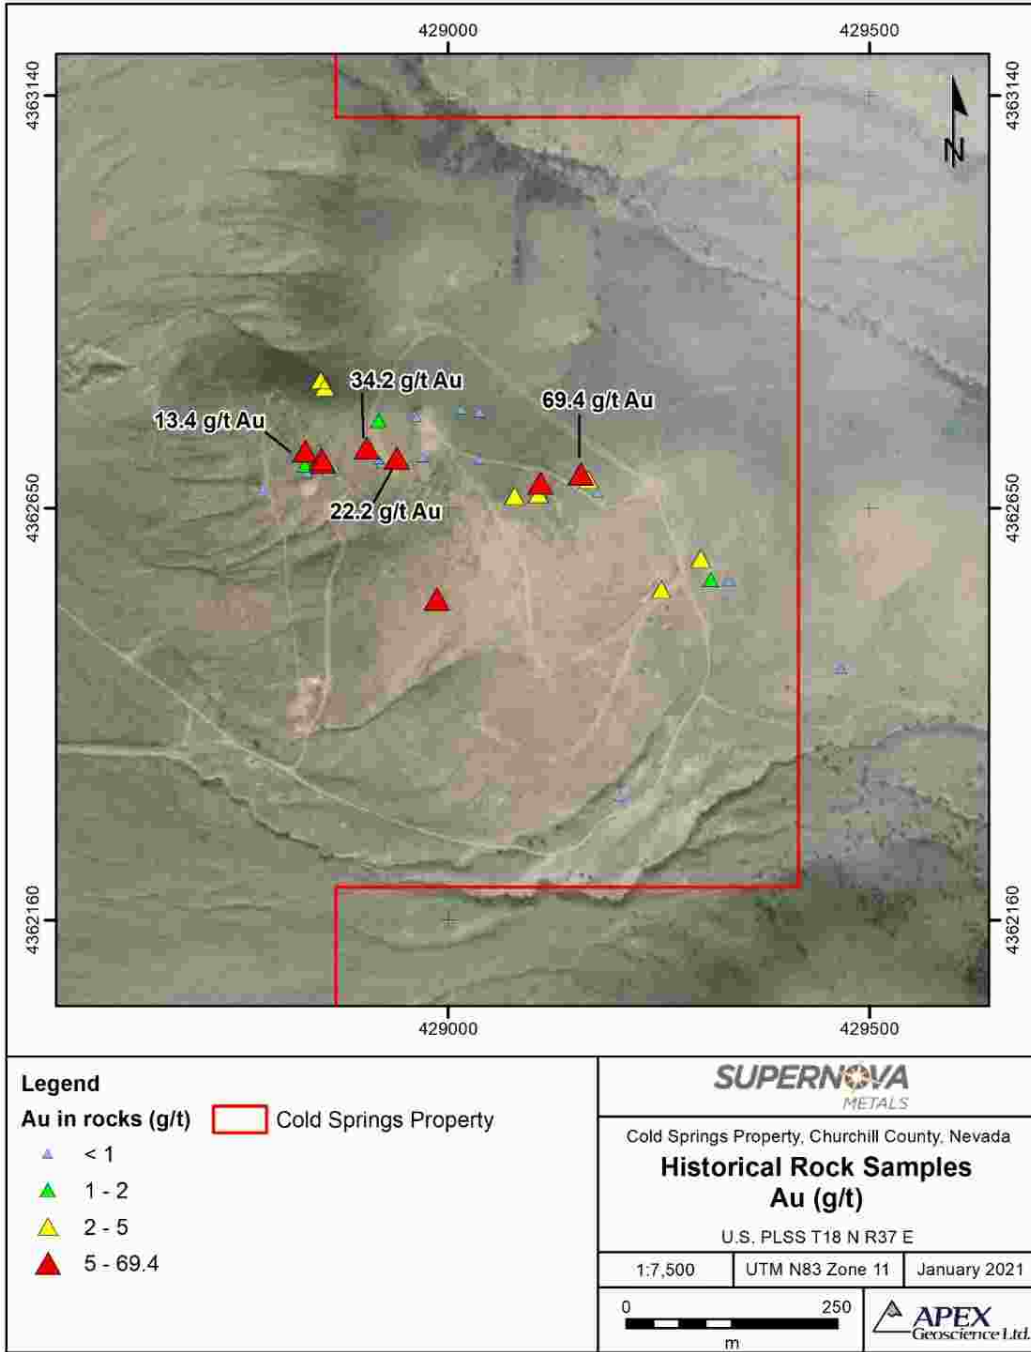 429000
429500
4363140
4363140
34.2 g/t Au
69.4 g/t Au
13.4 g/t Au
22.2 g/t Au
4362650
4362650
4362160
4362160
429000
429500
N
Legend
Au in rocks (g/t)
Cold Springs Property
< 1
1 - 2
2 - 5
5 - 69.4
SUPERNOVA
METALS
Cold Springs Property, Churchill County, Nevada
Historical Rock Samples
Au (g/t)
U.S. PLSS T18 N R37 E
1:7,500
UTM N83 Zone 11
January 2021
0
250
m
APEX
Geoscience Ltd.